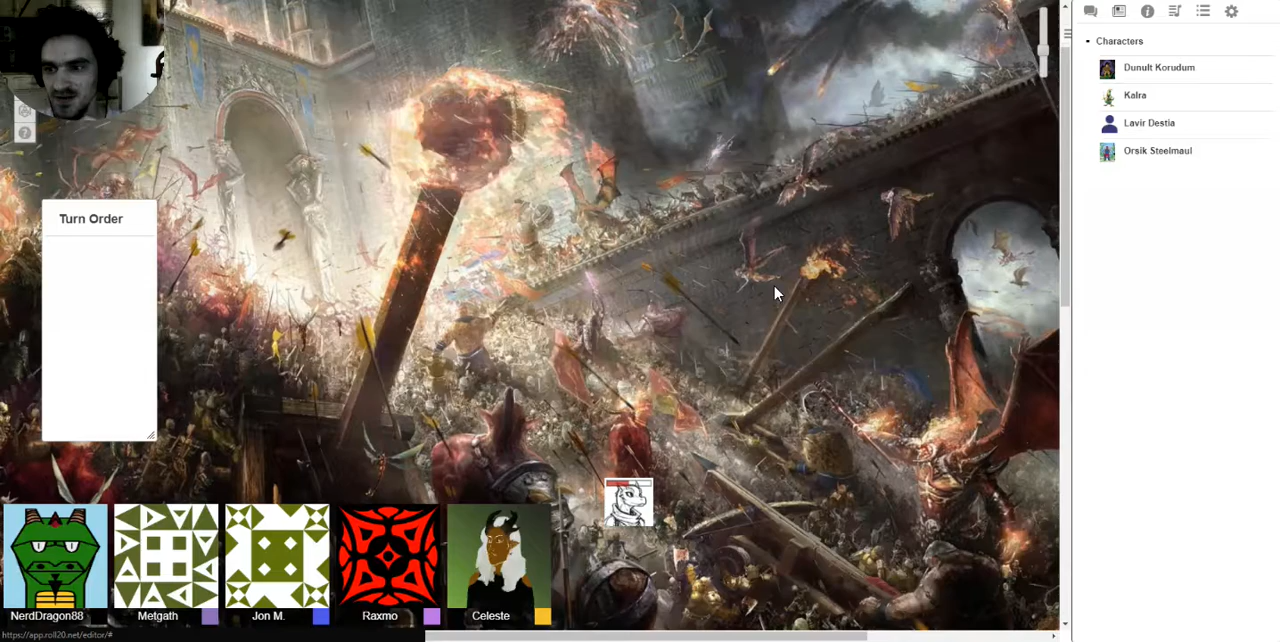 Characters
Dunult Korudum
Kalra
Lavir Destia
Orsik Steelmaul
Turn Order
NerdDragon88
Metgath
Jon M.
Raxmo
Celeste
https://app.roll20.net/editor/#